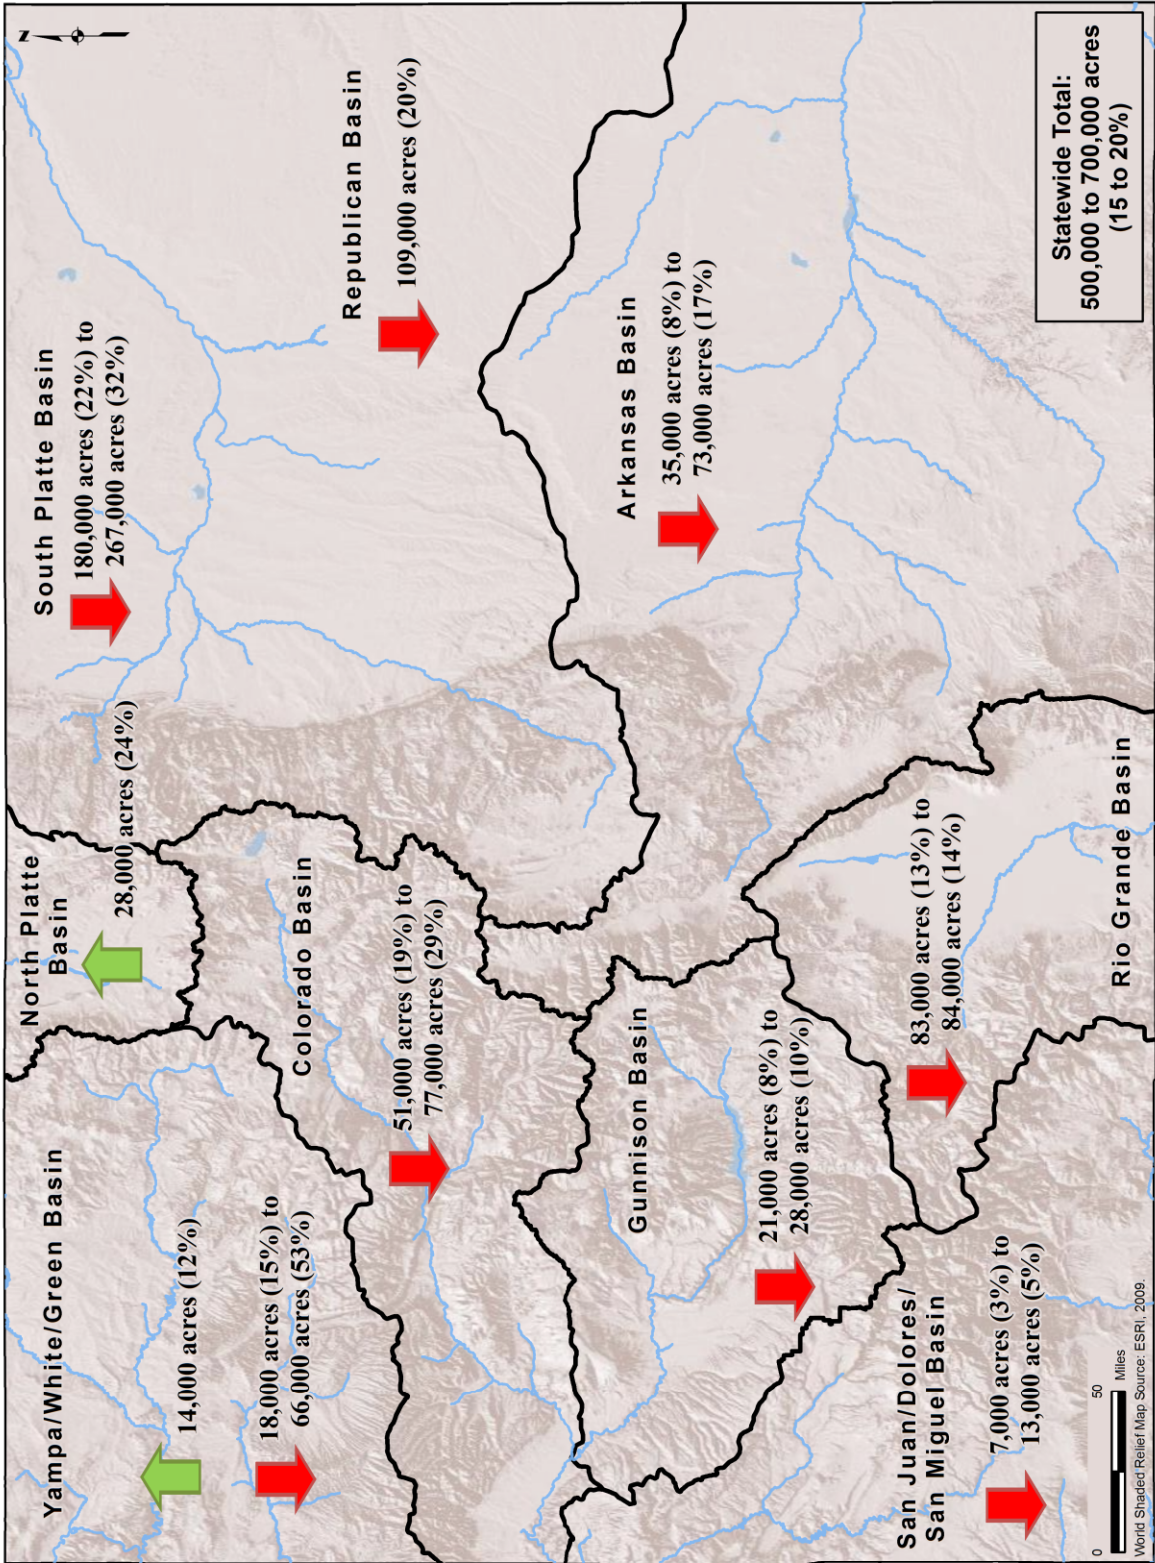 Yampa/White/Green Basin
14,000 acres (12%)
18,000 acres (15%) to
66,000 acres (53%
North Platte
Basin
28,000 acres (24%)
South Platte Basin
180,000 acres (22%) to
267,000 acres (32%)
N
Colorado Basin
51,000 acres (19%) to
77,000 acres (29%)
Republican Basin
109,000 acres (20%)
Gunnison Basin
21,000 acres (8%) to
28,000 acres (10%)
Arkansas Basin
35,000 acres (8%) to
73,000 acres (17%)
San Juan/Dolores/
San Miguel Basin
7,000 acres (3%) to
13,000 acres (5%)
83,000 acres (13%) to
84,000 acres (14%)
Rio Grande Basin
Statewide Total:
500,000 to 700,000 acres
(15 to 20%)
0 50
Miles
World Shaded Relief Map Source: ESRI, 2009.